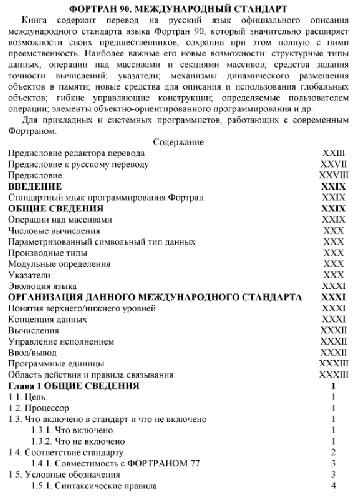 ФОРТРАН 90. МЕЖДУНАРОДНЫЙ СТАНДАРТ
Книга содержит перевод на русский язык официального описания
международного стандарта языка Фортран 90, который значительно расширяет
возможности своих предшественников, сохраняя при этом полную с ними
преемственность. Наиболее важные его новые возможности: структурные типы
данных, операции над массивами и секциями массивов; средства задания
точности вычислений; указатели; механизмы динамического размещения
объектов в памяти; новые средства для описания и использования глобальных
объектов; гибкие управляющие конструкции; определяемые пользователем
операции; элементы объектно-ориентированного программирования и др.
Для прикладных и системных программистов, работающих с современным
Фортраном.
Содержание
Предисловие редактора перевода XXIII
Предисловие к русскому переводу XXVII
Предисловие XXVIII
ВВЕДЕНИЕ XXIX
Стандартный язык программирования Фортран XXIX
ОБЩИЕ СВЕДЕНИЯ XXIX
Операции над массивами XXIX
Числовые вычисления XXX
Параметризованный символьный тип данных XXX
Производные типы XXX
Модульные определения XXX
Указатели XXX
Эволюция языка XXXI
ОРГАНИЗАЦИЯ ДАННОГО МЕЖДУНАРОДНОГО СТАНДАРТА XXXI
Понятия верхнего/нижнего уровней XXXI
Концепция данных XXXI
Вычисления XXXII
Управление исполнением XXXII
Ввод/вывод XXXII
Программные единицы XXXIII
Область действия и правила связывания XXXIII
Глава 1 ОБЩИЕ СВЕДЕНИЯ 1
1.1. Цель 1
1.2. Процессор 1
1.3. Что включено в стандарт и что не включено 1
1.3.1. Что включено 1
1.3.2. Что не включено 1
1.4. Соответствие стандарту 2
1.4.1. Совместимость с ФОРТРАНОМ 77 3
1.5. Условные обозначения 3
1.5.1. Синтаксические правила 4